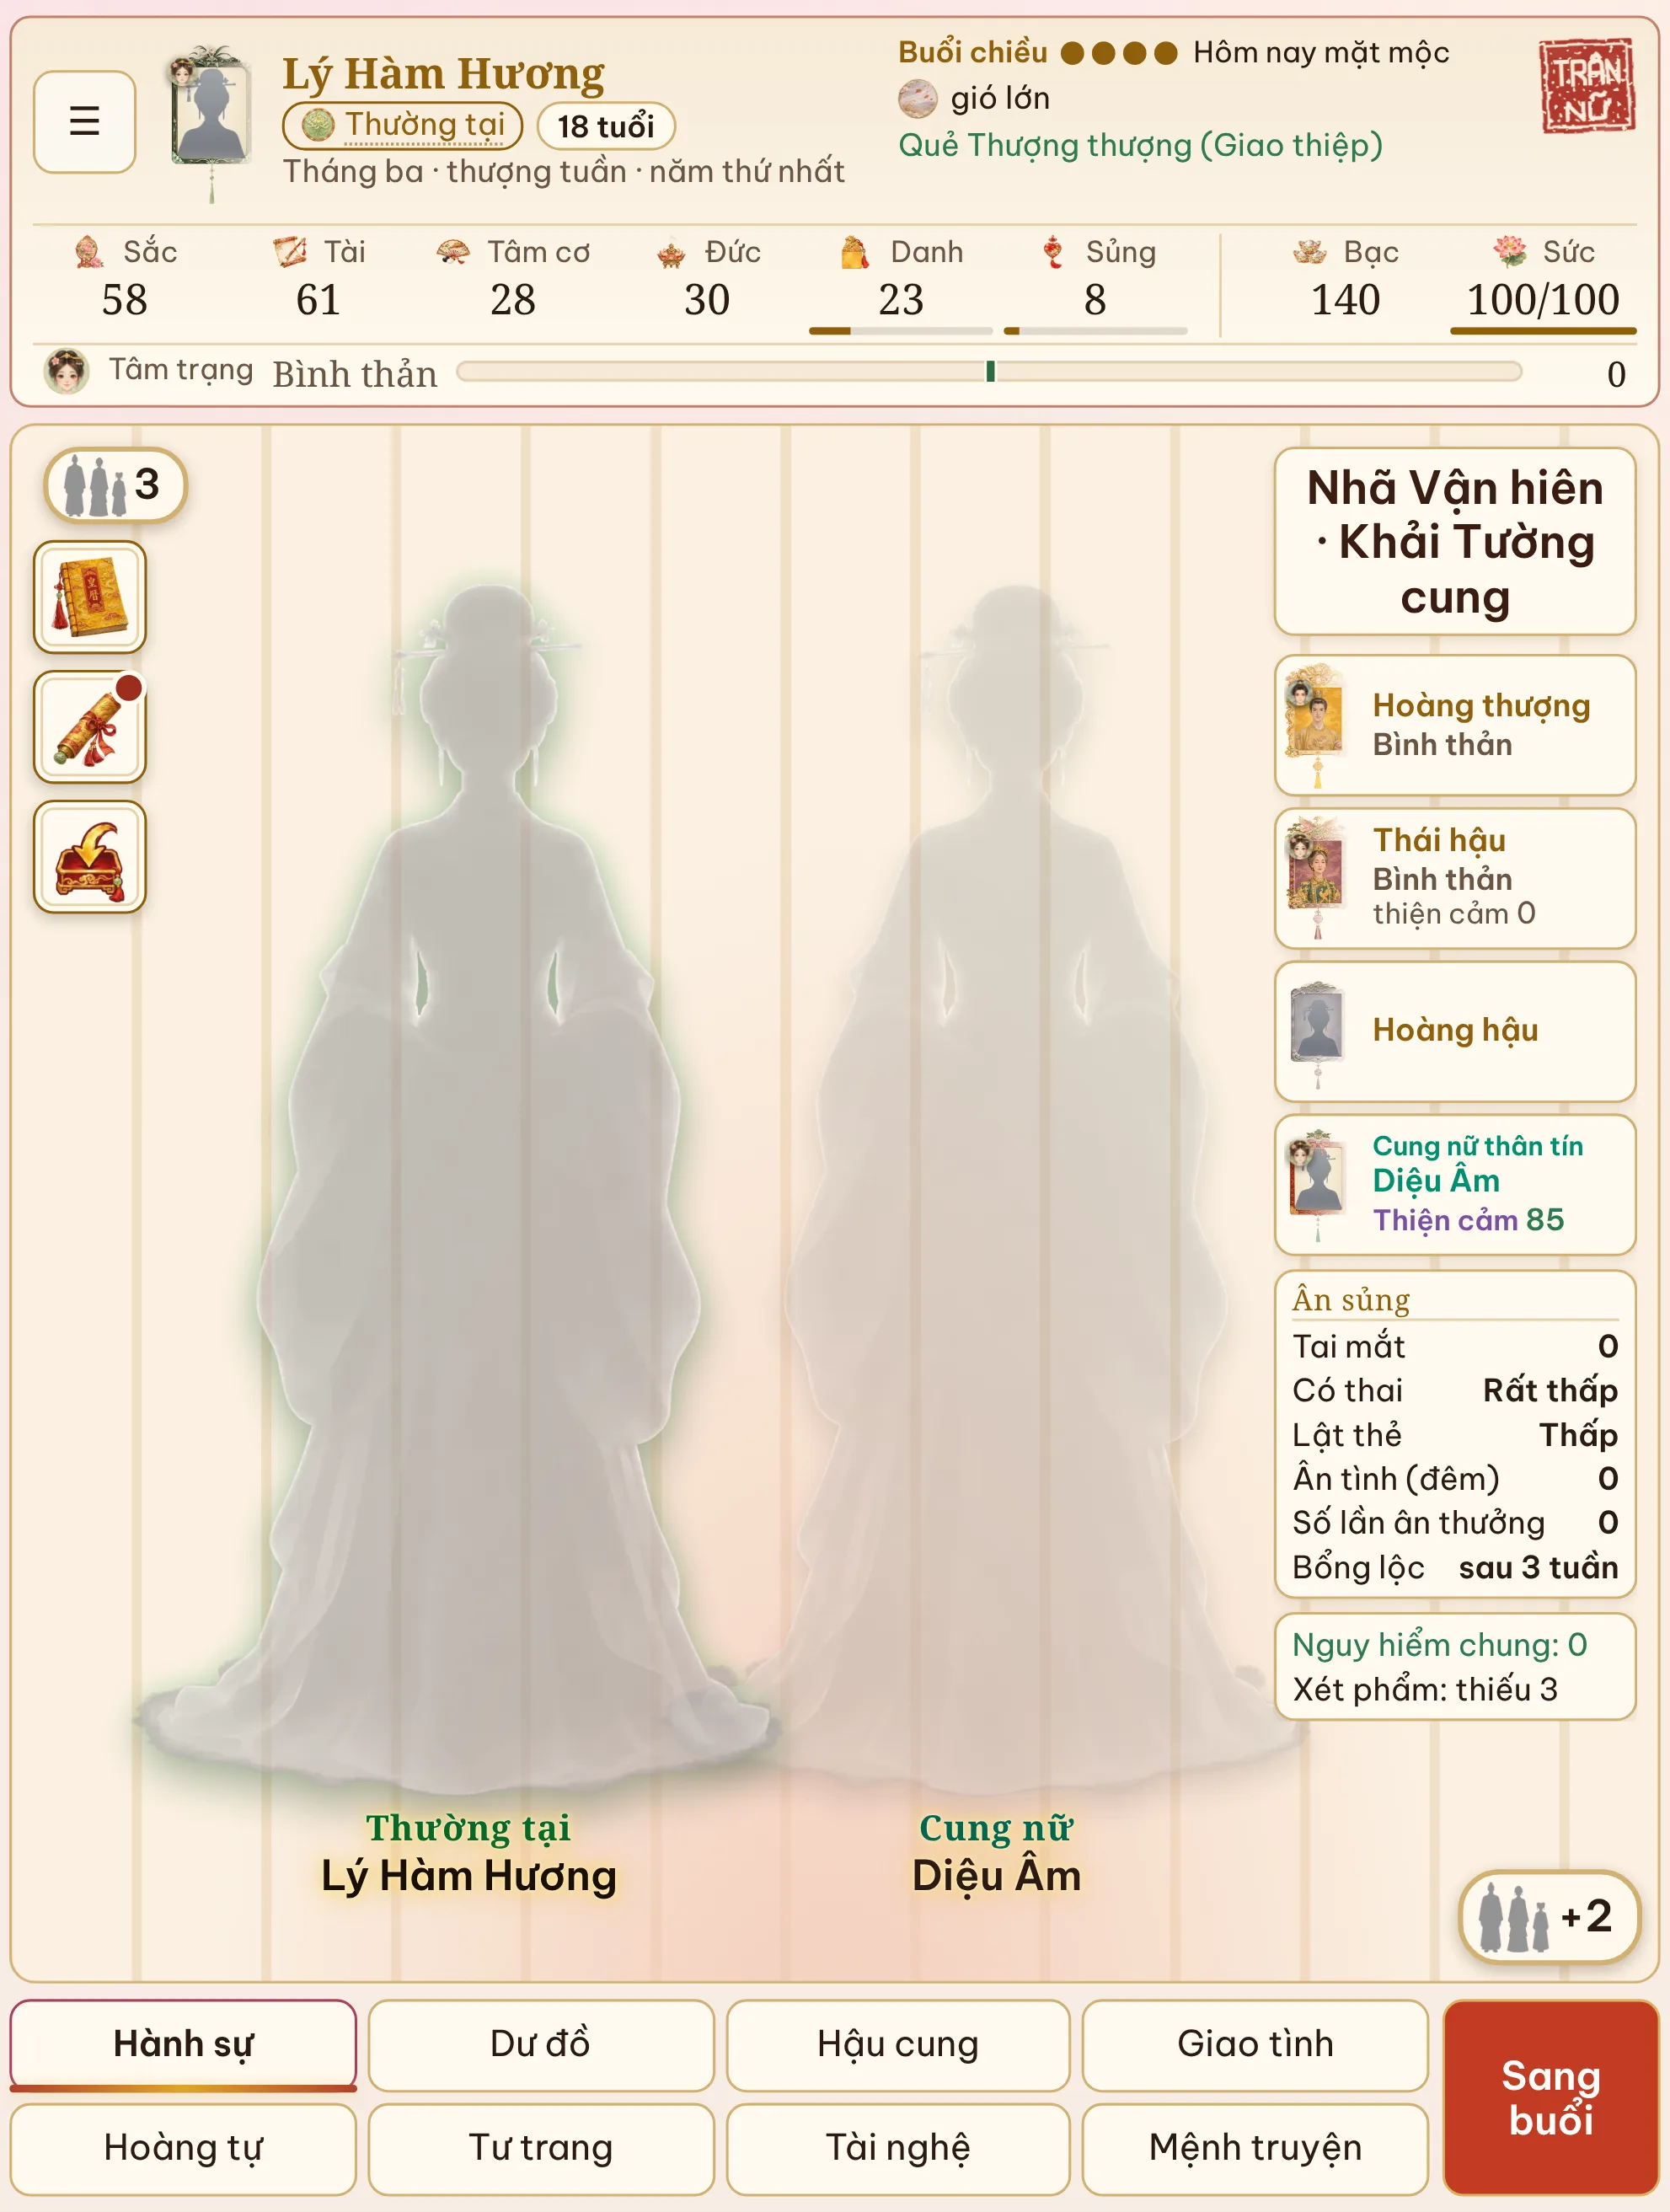 ☰
Lý Hàm Hương
Thường tại
18 tuổi
Tháng ba · thượng tuần · năm thứ nhất
Buổi chiều
Hôm nay mặt mộc
gió lớn
Quẻ Thượng thượng (Giao thiệp)
TRÂN
NỮ
Sắc
58
Tài
61
Tâm cơ
28
Đức
30
Danh
23
Sủng
8
Bạc
140
Sức
100/100
Tâm trạng
Bình thản
0
3
皇曆
Nhã Vận hiên
· Khải Tường
cung
Hoàng thượng
Bình thản
Thái hậu
Bình thản
thiện cảm 0
Hoàng hậu
Cung nữ thân tín
Diệu Âm
Thiện cảm 85
Ân sủng
Tai mắt 0
Có thai Rất thấp
Lật thẻ Thấp
Ân tình (đêm) 0
Số lần ân thưởng 0
Bổng lộc sau 3 tuần
Nguy hiểm chung: 0
Xét phẩm: thiếu 3
Thường tại
Lý Hàm Hương
Cung nữ
Diệu Âm
+2
Hành sự
Dư đồ
Hậu cung
Giao tình
Hoàng tự
Tư trang
Tài nghệ
Mệnh truyện
Sang
buổi